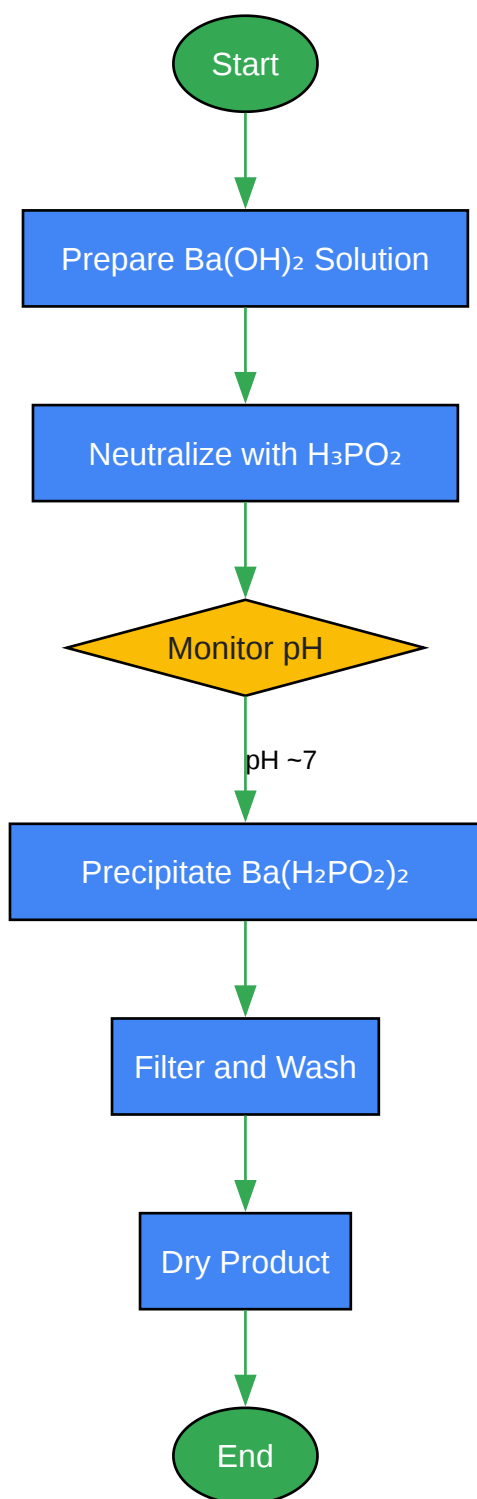 Start
Prepare Ba(OH)₂ Solution
Neutralize with H₃PO₂
Monitor pH
pH ~7
Precipitate Ba(H₂PO₂)₂
Filter and Wash
Dry Product
End